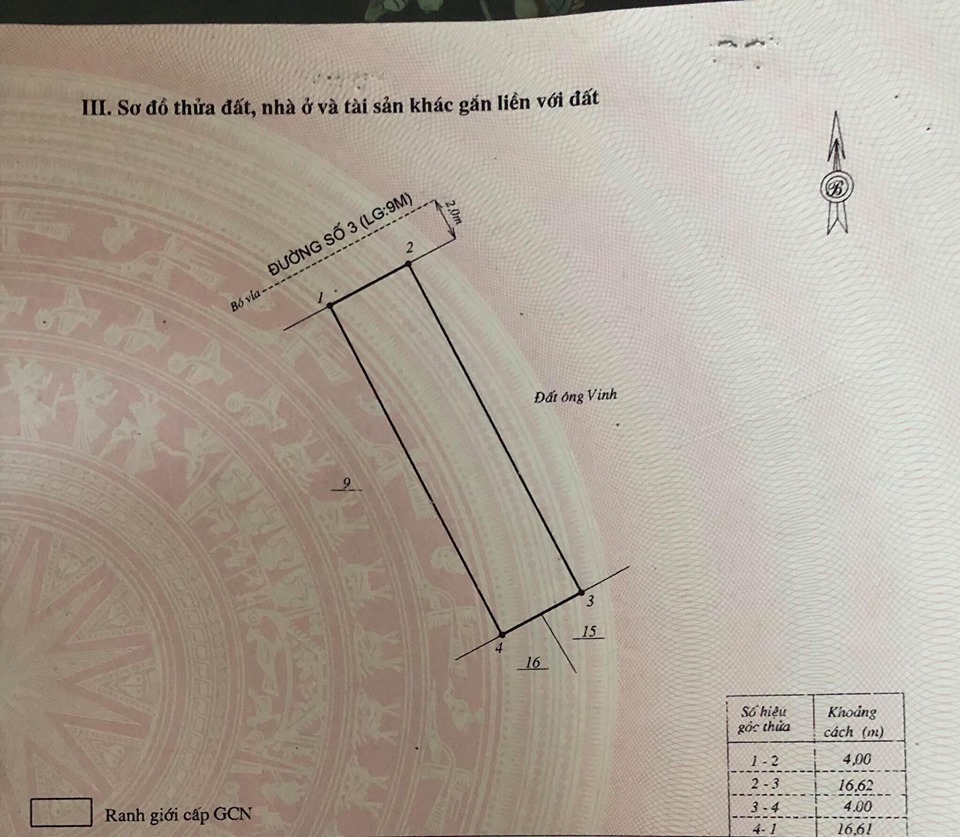 III. Sơ đồ thửa đất, nhà ở và tài sản khác gắn liền với đất
B
ĐƯỜNG SỐ 3 (LG:9M)
2,0m
Bó vỉa
1
2
Đất ông Vinh
9
3
15
4
16
Số hiệu góc thửa Khoảng cách (m)
1 - 2 4,00
2 - 3 16,62
3 - 4 4.00
4- 1 16,61
Ranh giới cấp GCN